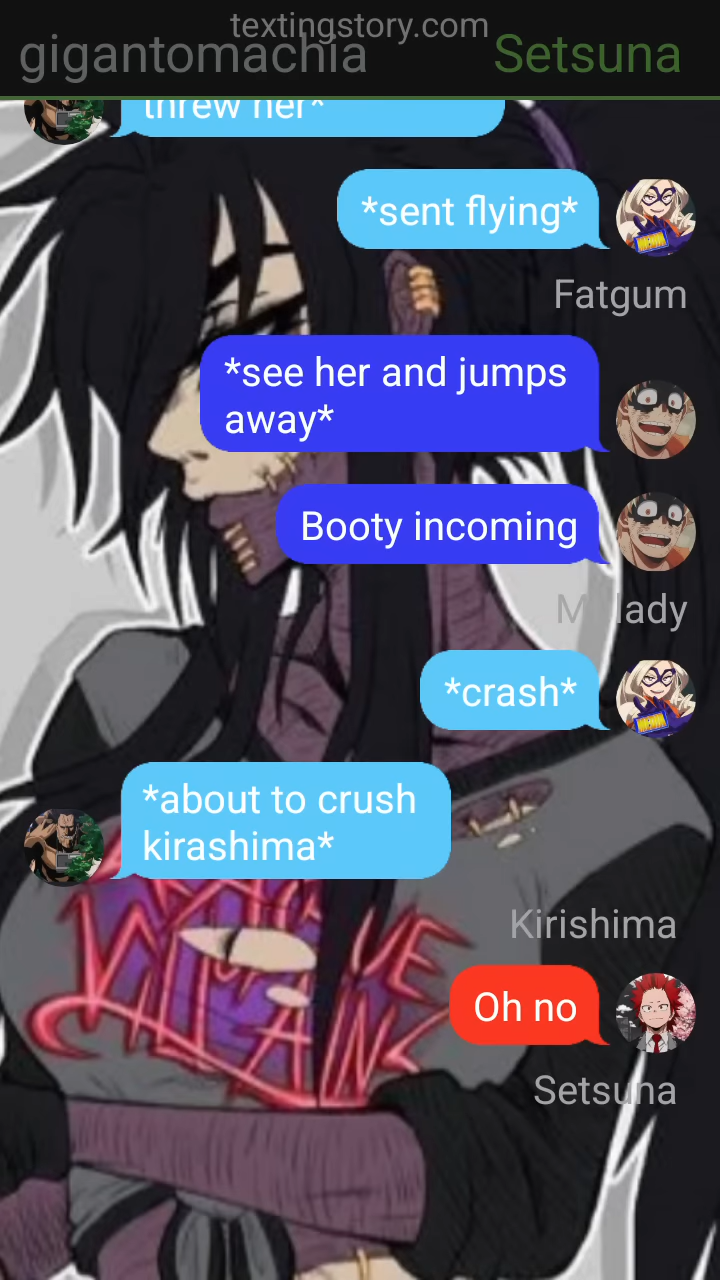 textingstory.com
gigantomachia
Setsuna
threw her*
*sent flying*
Fatgum
*see her and jumps
away*
Booty incoming
lady
*crash*
*about to crush
kirashima*
Kirishima
Oh no
Setsuna
VILLAIN